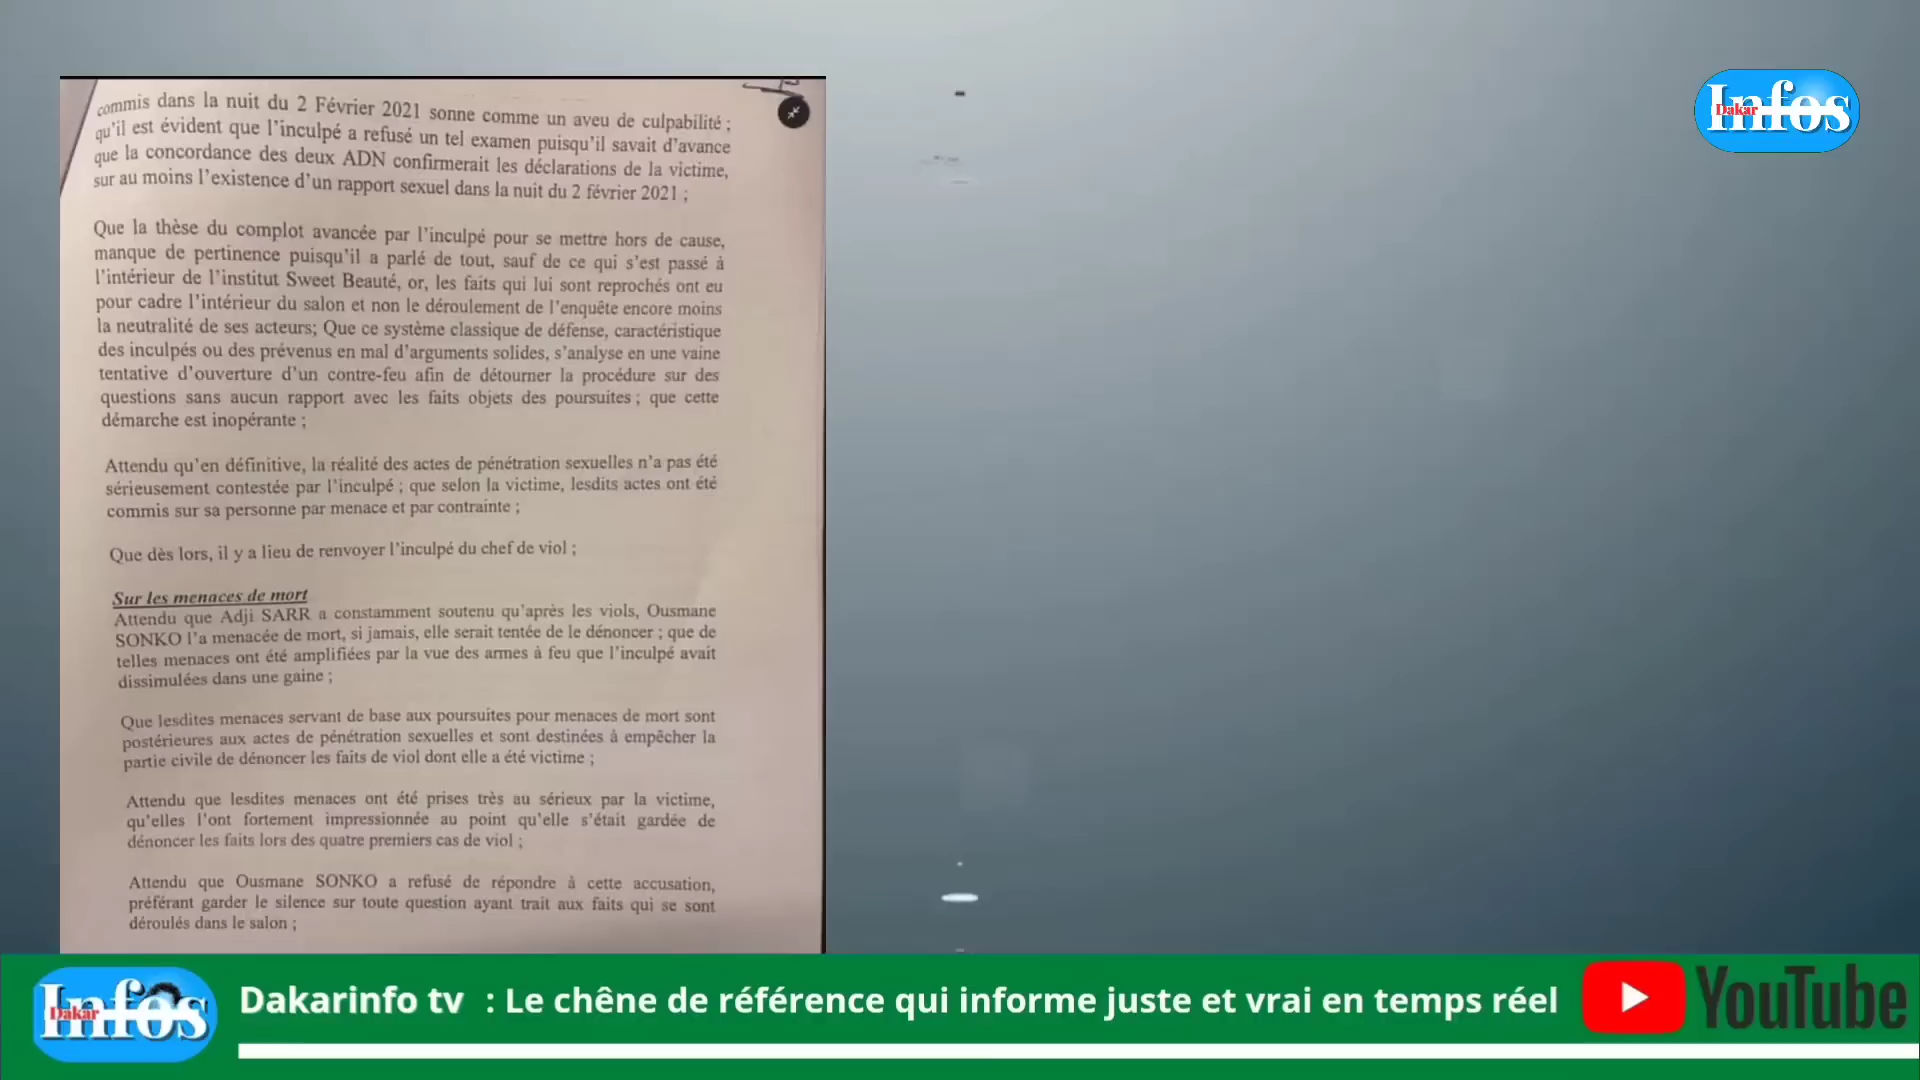 commis dans la nuit du 2 Février 2021 sonne comme un aveu de culpabilité ;
qu'il est évident que l'inculpé a refusé un tel examen puisqu'il savait d'avance
que la concordance des deux ADN confirmerait les déclarations de la victime,
sur au moins l'existence d'un rapport sexuel dans la nuit du 2 février 2021 ;
Que la thèse du complot avancée par l'inculpé pour se mettre hors de cause,
manque de pertinence puisqu'il a parlé de tout, sauf de ce qui s'est passé à
l'intérieur de l'institut Sweet Beauté, or, les faits qui lui sont reprochés ont eu
pour cadre l'intérieur du salon et non le déroulement de l'enquête encore moins
la neutralité de ses acteurs; Que ce système classique de défense, caractéristique
des inculpés ou des prévenus en mal d'arguments solides, s'analyse en une vaine
tentative d'ouverture d'un contre-feu afin de détourner la procédure sur des
questions sans aucun rapport avec les faits objets des poursuites ; que cette
démarche est inopérante ;
Attendu qu'en définitive, la réalité des actes de pénétration sexuelles n'a pas été
sérieusement contestée par l'inculpé ; que selon la victime, lesdits actes ont été
commis sur sa personne par menace et par contrainte ;
Que dès lors, il y a lieu de renvoyer l'inculpé du chef de viol ;
Sur les menaces de mort
Attendu que Adji SARR a constamment soutenu qu'après les viols, Ousmane
SONKO l'a menacée de mort, si jamais, elle serait tentée de le dénoncer ; que de
telles menaces ont été amplifiées par la vue des armes à feu que l'inculpé avait
dissimulées dans une gaine ;
Que lesdites menaces servant de base aux poursuites pour menaces de mort sont
postérieures aux actes de pénétration sexuelles et sont destinées à empêcher la
partie civile de dénoncer les faits de viol dont elle a été victime ;
Attendu que lesdites menaces ont été prises très au sérieux par la victime,
qu'elles l'ont fortement impressionnée au point qu'elle s'était gardée de
dénoncer les faits lors des quatre premiers cas de viol ;
Attendu que Ousmane SONKO a refusé de répondre à cette accusation,
préférant garder le silence sur toute question ayant trait aux faits qui se sont
déroulés dans le salon ;
Dakar Infos
Dakar Infos
Dakarinfo tv : Le chêne de référence qui informe juste et vrai en temps réel
YouTube